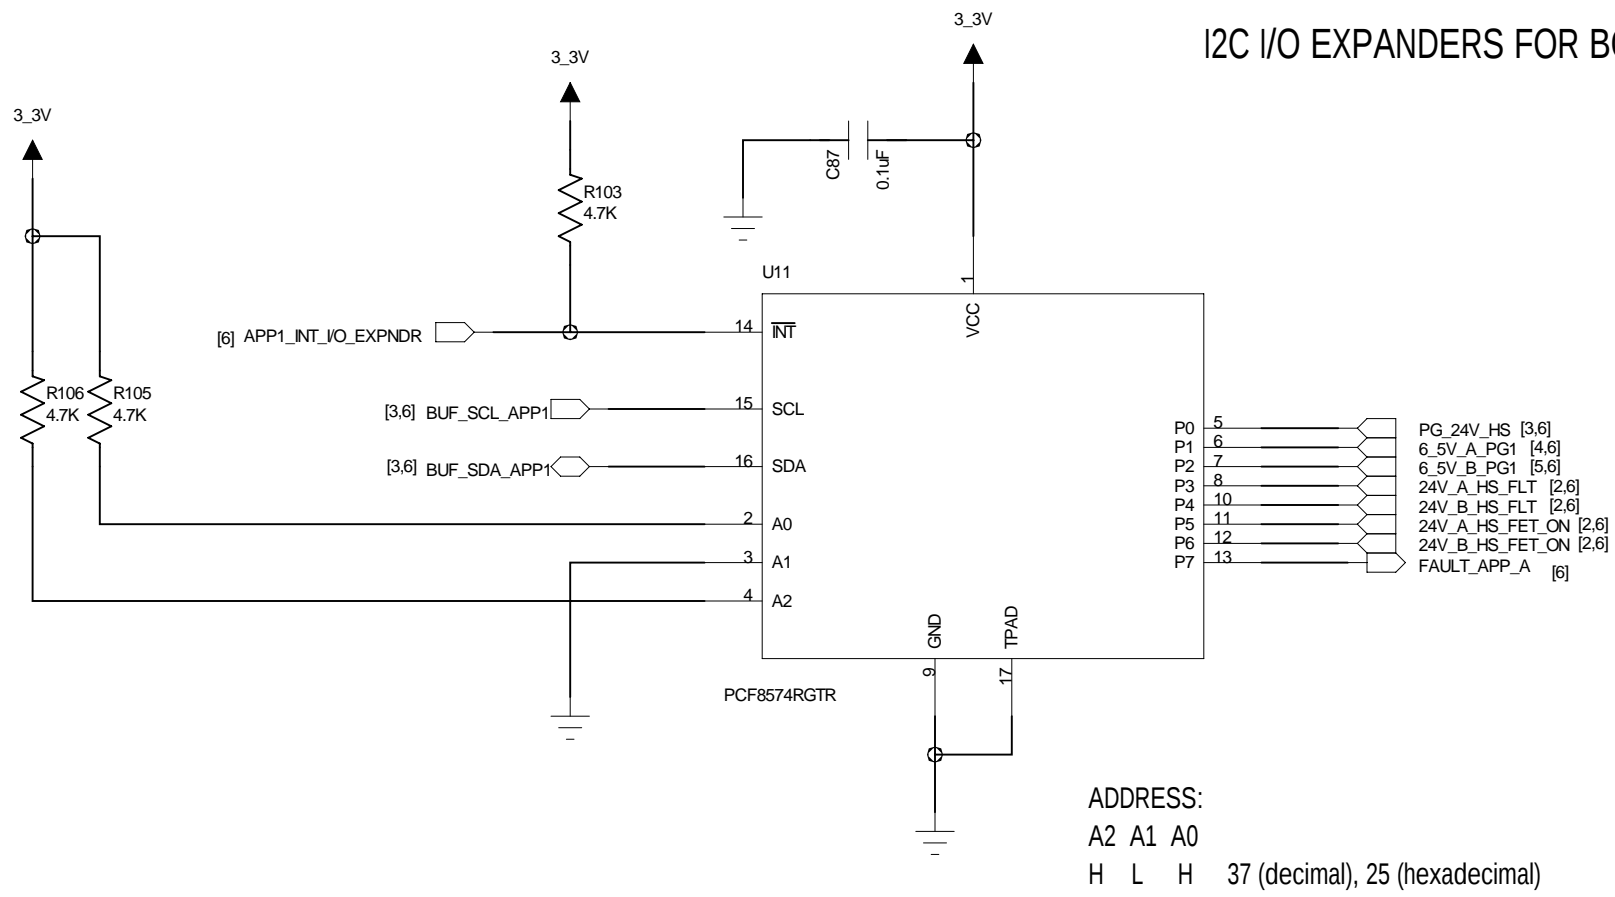 I2C I/O EXPANDERS FOR BO
3_3V
3_3V
3_3V
C87
0.1uF
R103
4.7K
U11
1
VCC
[6] APP1_INT_I/O_EXPNDR
14 INT
R106
4.7K
R105
4.7K
[3,6] BUF_SCL_APP1
15 SCL
[3,6] BUF_SDA_APP1
16 SDA
2 A0
3 A1
4 A2
P0 5 PG_24V_HS [3,6]
P1 6 6_5V_A_PG1 [4,6]
P2 7 6_5V_B_PG1 [5,6]
P3 8 24V_A_HS_FLT [2,6]
P4 10 24V_B_HS_FLT [2,6]
P5 11 24V_A_HS_FET_ON [2,6]
P6 12 24V_B_HS_FET_ON [2,6]
P7 13 FAULT_APP_A [6]
GND
TPAD
9
17
PCF8574RGTR
ADDRESS:
A2 A1 A0
H L H 37 (decimal), 25 (hexadecimal)